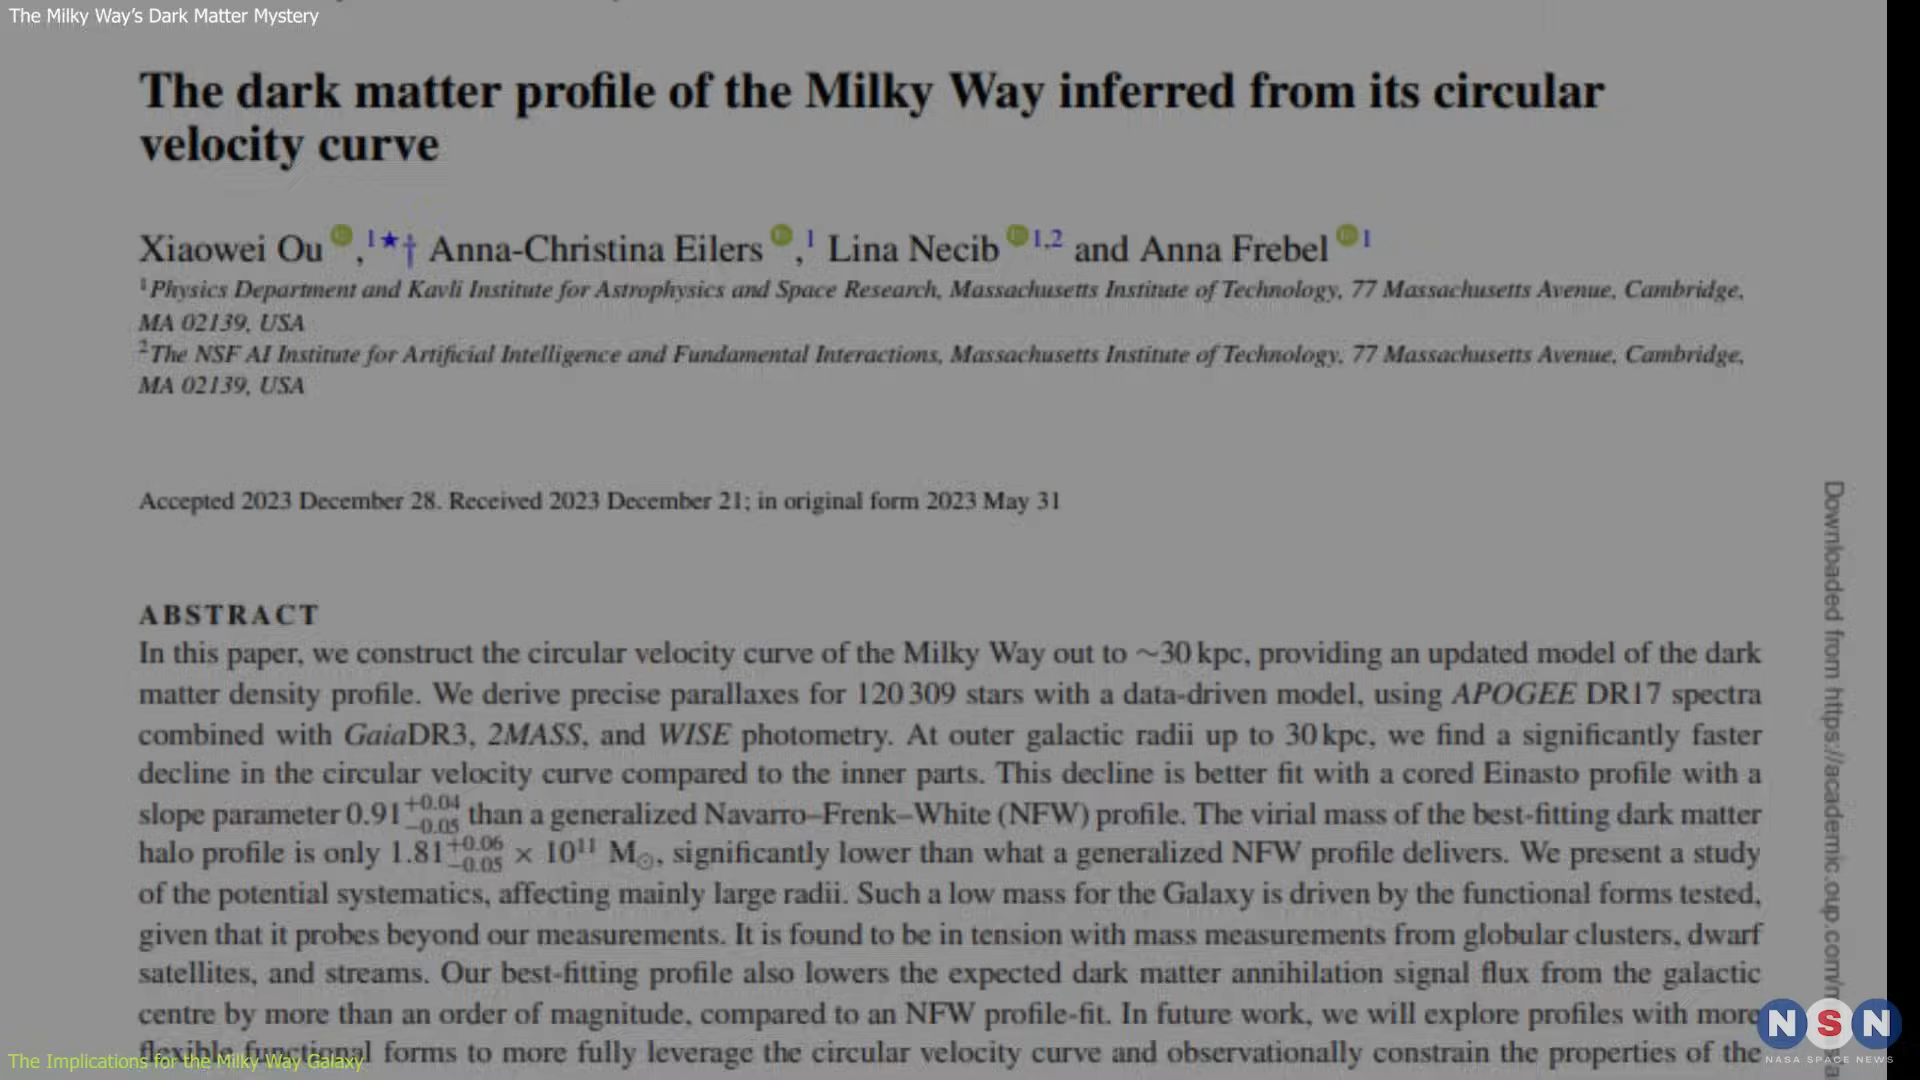 The Milky Way's Dark Matter Mystery
The dark matter profile of the Milky Way inferred from its circular
velocity curve
Xiaowei Ou iD ,1★† Anna-Christina Eilers iD ,1 Lina Necib iD 1,2 and Anna Frebel iD 1
1Physics Department and Kavli Institute for Astrophysics and Space Research, Massachusetts Institute of Technology, 77 Massachusetts Avenue, Cambridge,
MA 02139, USA
2The NSF AI Institute for Artificial Intelligence and Fundamental Interactions, Massachusetts Institute of Technology, 77 Massachusetts Avenue, Cambridge,
MA 02139, USA
Accepted 2023 December 28. Received 2023 December 21; in original form 2023 May 31
ABSTRACT
In this paper, we construct the circular velocity curve of the Milky Way out to ~30 kpc, providing an updated model of the dark
matter density profile. We derive precise parallaxes for 120 309 stars with a data-driven model, using APOGEE DR17 spectra
combined with GaiaDR3, 2MASS, and WISE photometry. At outer galactic radii up to 30 kpc, we find a significantly faster
decline in the circular velocity curve compared to the inner parts. This decline is better fit with a cored Einasto profile with a
slope parameter 0.91+0.04−0.05 than a generalized Navarro–Frenk–White (NFW) profile. The virial mass of the best-fitting dark matter
halo profile is only 1.81+0.06−0.05 × 10¹¹ M⊙, significantly lower than what a generalized NFW profile delivers. We present a study
of the potential systematics, affecting mainly large radii. Such a low mass for the Galaxy is driven by the functional forms tested,
given that it probes beyond our measurements. It is found to be in tension with mass measurements from globular clusters, dwarf
satellites, and streams. Our best-fitting profile also lowers the expected dark matter annihilation signal flux from the galactic
centre by more than an order of magnitude, compared to an NFW profile-fit. In future work, we will explore profiles with more
flexible functional forms to more fully leverage the circular velocity curve and observationally constrain the properties of the
Downloaded from https://academic.oup.com/
The Implications for the Milky Way Galaxy
NSN
NASA SPACE NEWS